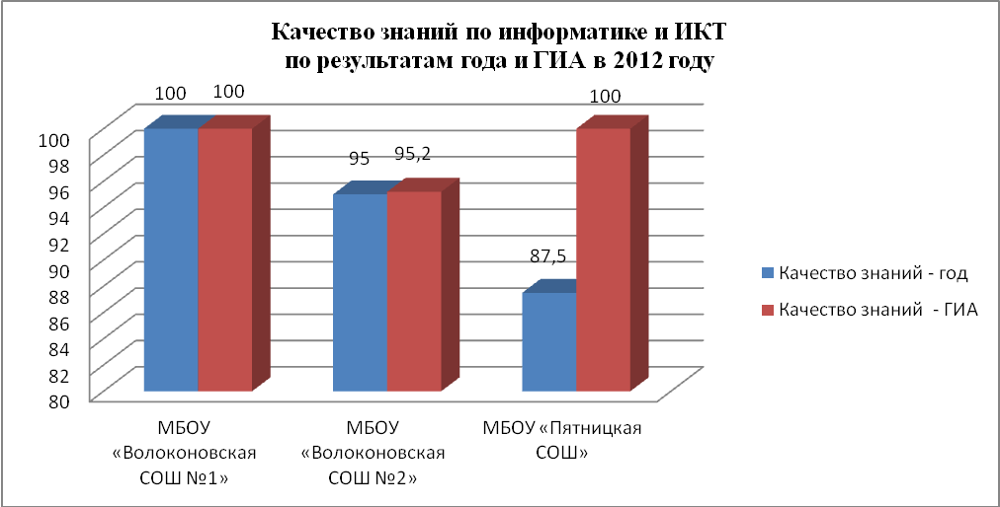 Качество знаний по информатике и ИКТ
по результатам года и ГИА в 2012 году
100
98
96
94
92
90
88
86
84
82
80
100
100
95
95,2
87,5
100
МБОУ
«Волоконовская
СОШ №1»
МБОУ
«Волоконовская
СОШ №2»
МБОУ «Пятницкая
СОШ»
Качество знаний - год
Качество знаний - ГИА